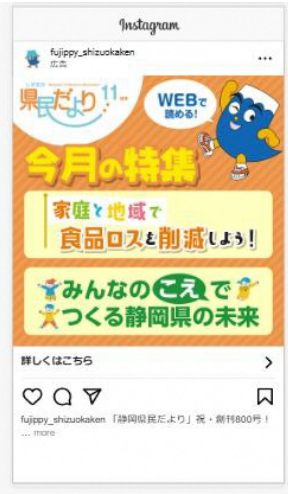 Instagram
fujippy_shizuokaken
広告
県民だより 11月号
WEBで
読める!
今月の特集
家庭と地域で
食品ロスを削減しよう!
みんなのこえで
つくる静岡県の未来
詳しくはこちら
fujippy_shizuokaken 「静岡県民だより」祝・創刊800号!
... more